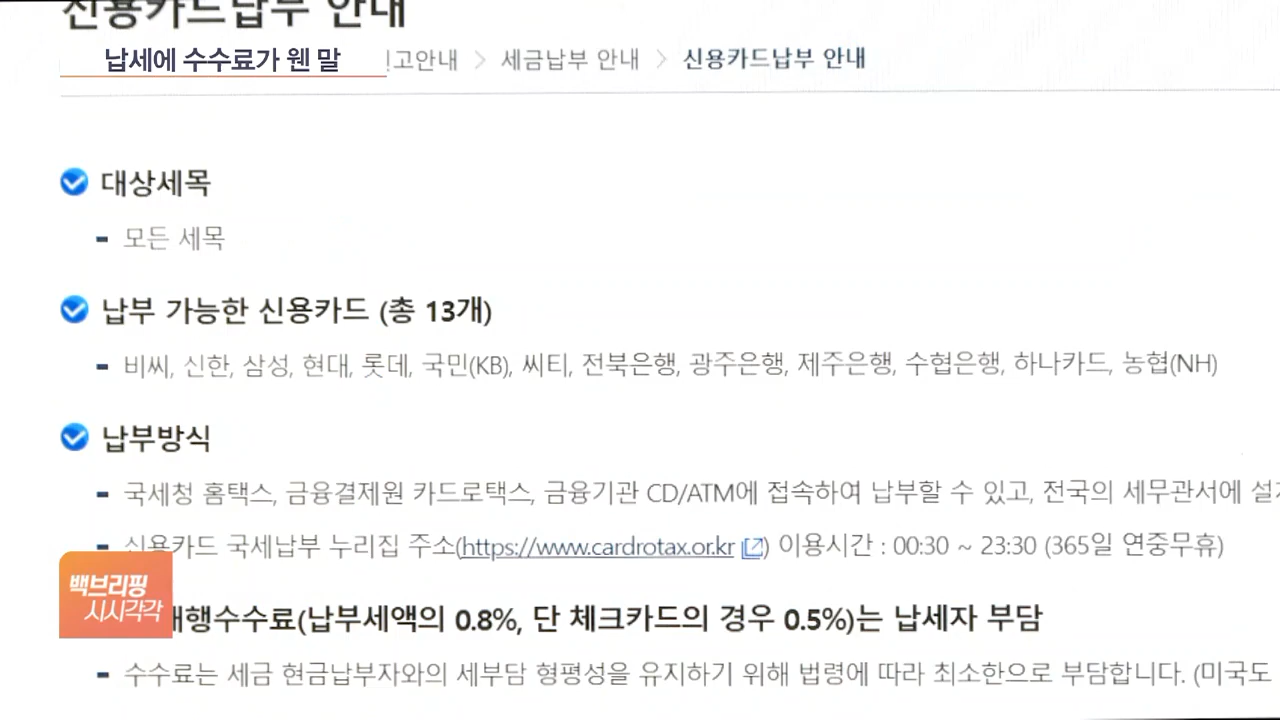 신용카드납부 안내
납세에 수수료가 웬 말
고안내 > 세금납부 안내 > 신용카드납부 안내
대상세목
- 모든 세목
납부 가능한 신용카드 (총 13개)
- 비씨, 신한, 삼성, 현대, 롯데, 국민(KB), 씨티, 전북은행, 광주은행, 제주은행, 수협은행, 하나카드, 농협(NH)
납부방식
- 국세청 홈택스, 금융결제원 카드로택스, 금융기관 CD/ATM에 접속하여 납부할 수 있고, 전국의 세무관서에
- 신용카드 국세납부 누리집 주소(https://www.cardrotax.or.kr) 이용시간 : 00:30 ~ 23:30 (365일 연중무휴)
백브리핑
시시각각
대행수수료(납부세액의 0.8%, 단 체크카드의 경우 0.5%)는 납세자 부담
- 수수료는 세금 현금납부자와의 세부담 형평성을 유지하기 위해 법령에 따라 최소한으로 부담합니다. (미국도